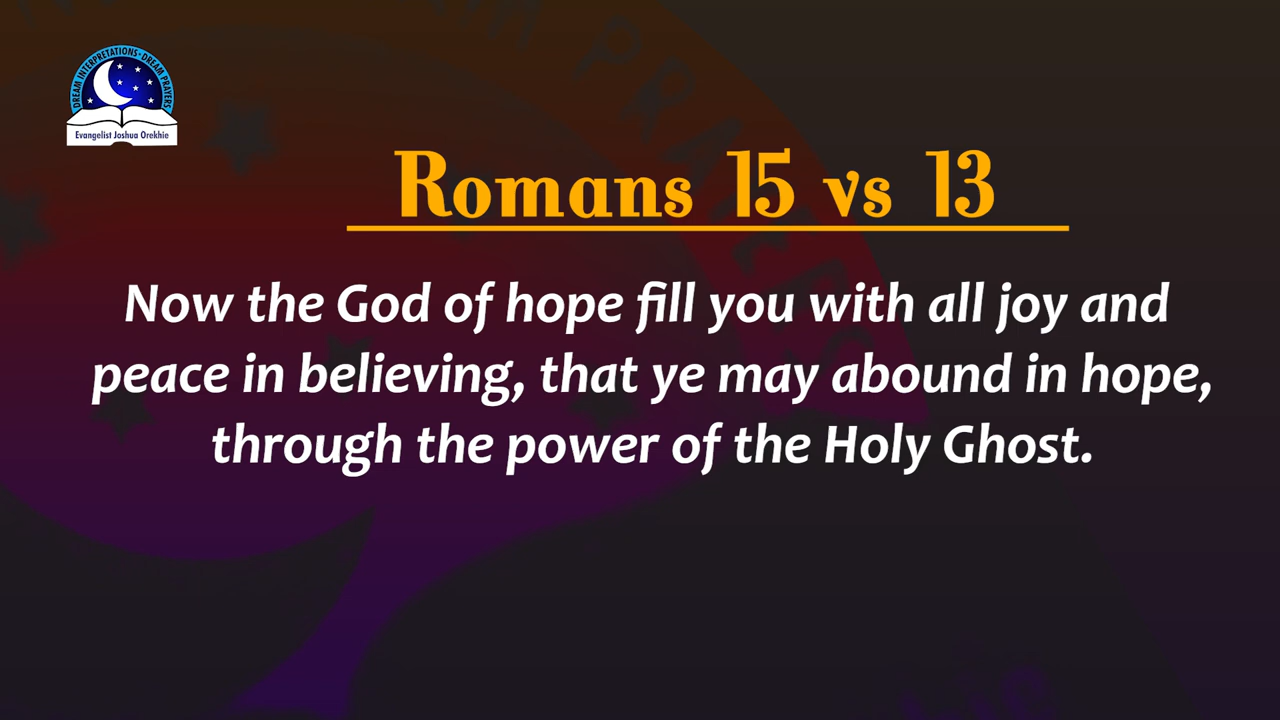 DREAM INTERPRETATIONS - DREAM PRAYERS
Evangelist Joshua Orekhie
Romans 15 vs 13
Now the God of hope fill you with all joy and
peace in believing, that ye may abound in hope,
through the power of the Holy Ghost.